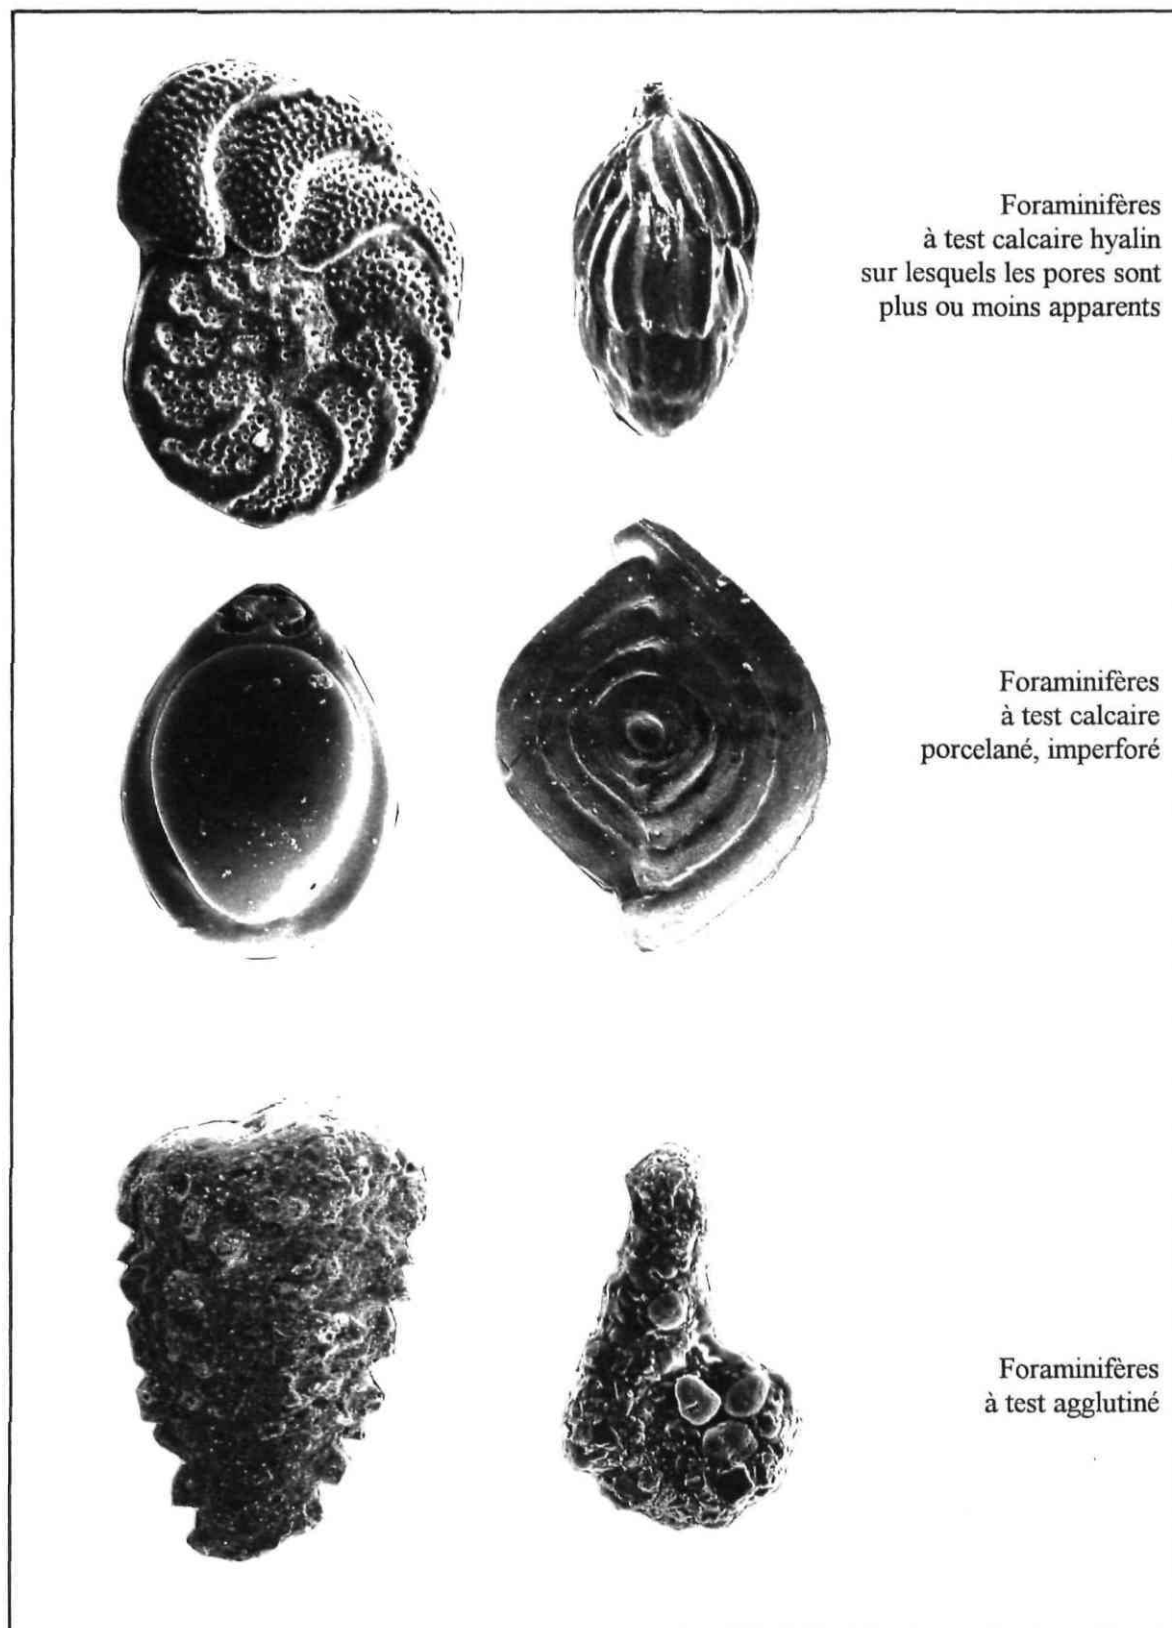 Foraminifères
à test calcaire hyalin
sur lesquels les pores sont
plus ou moins apparents
Foraminifères
à test calcaire
porcelané, imperforé
Foraminifères
à test agglutiné